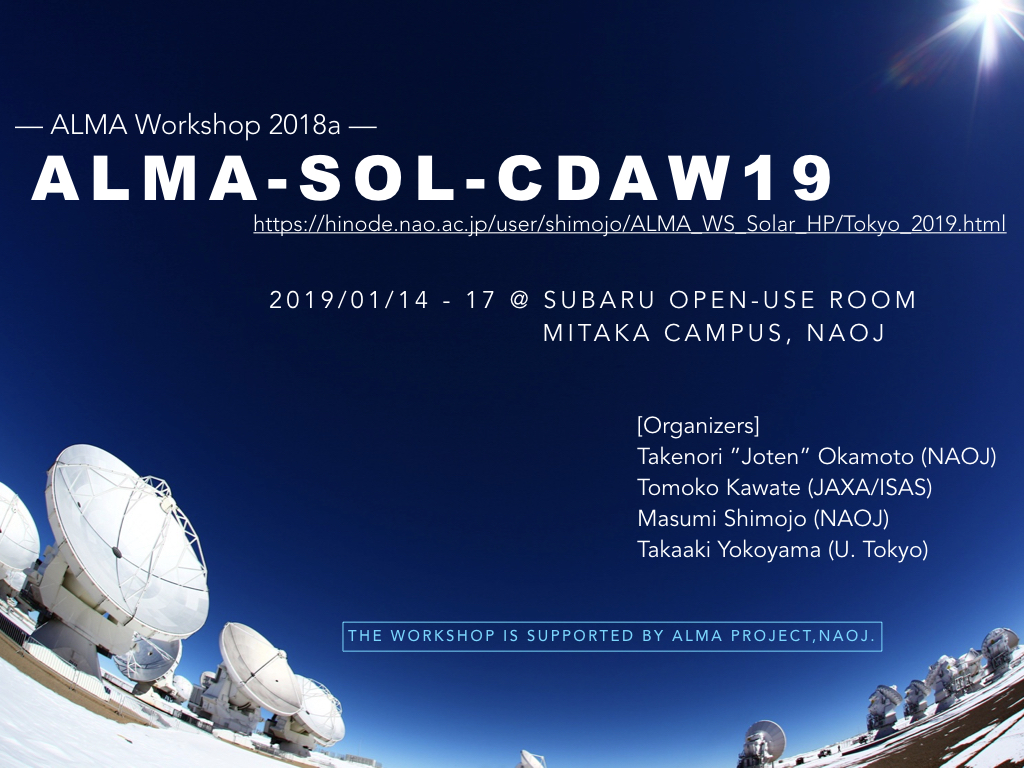 — ALMA Workshop 2018a —
ALMA-SOL-CDAW19
https://hinode.nao.ac.jp/user/shimojo/ALMA_WS_Solar_HP/Tokyo_2019.html
2019/01/14 - 17 @ SUBARU OPEN-USE ROOM
MITAKA CAMPUS, NAOJ
[Organizers]
Takenori ”Joten” Okamoto (NAOJ)
Tomoko Kawate (JAXA/ISAS)
Masumi Shimojo (NAOJ)
Takaaki Yokoyama (U. Tokyo)
THE WORKSHOP IS SUPPORTED BY ALMA PROJECT,NAOJ.